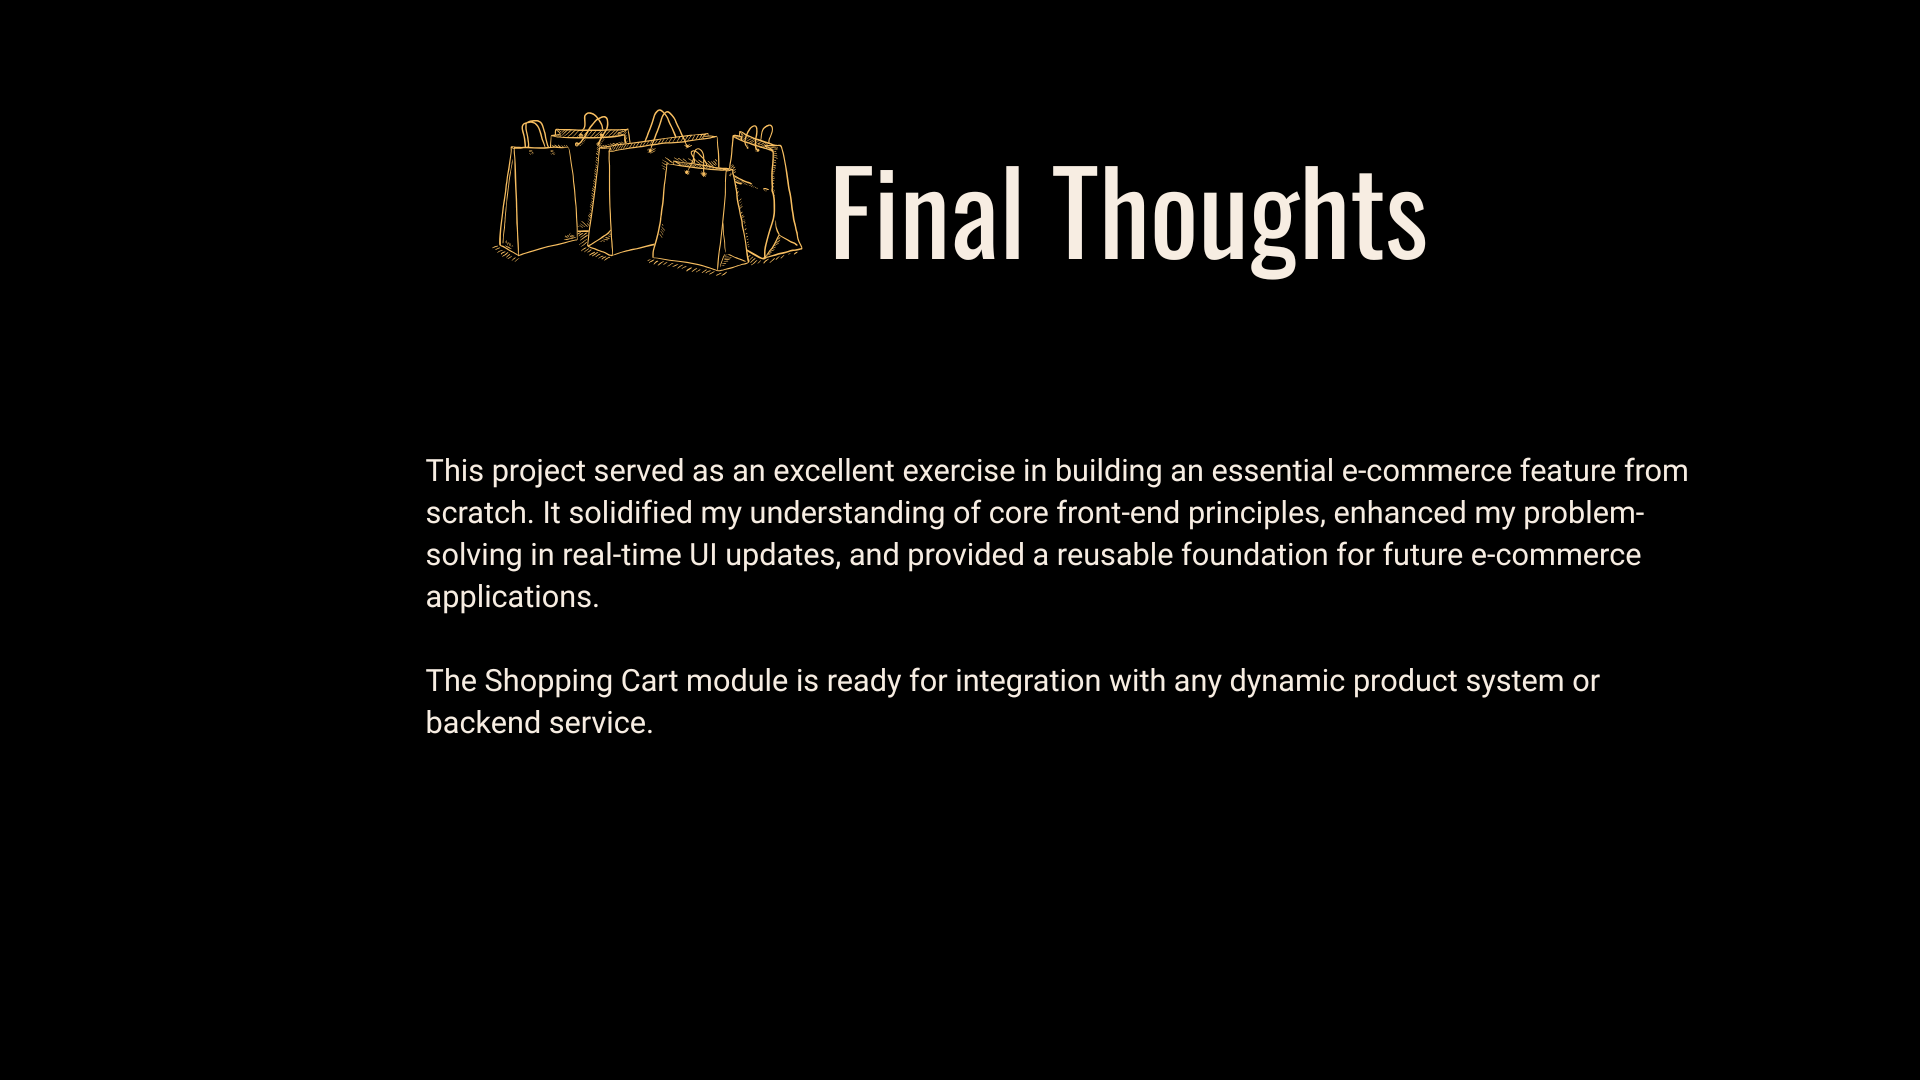 Final Thoughts
This project served as an excellent exercise in building an essential e-commerce feature from
scratch. It solidified my understanding of core front-end principles, enhanced my problem-
solving in real-time UI updates, and provided a reusable foundation for future e-commerce
applications.
The Shopping Cart module is ready for integration with any dynamic product system or
backend service.